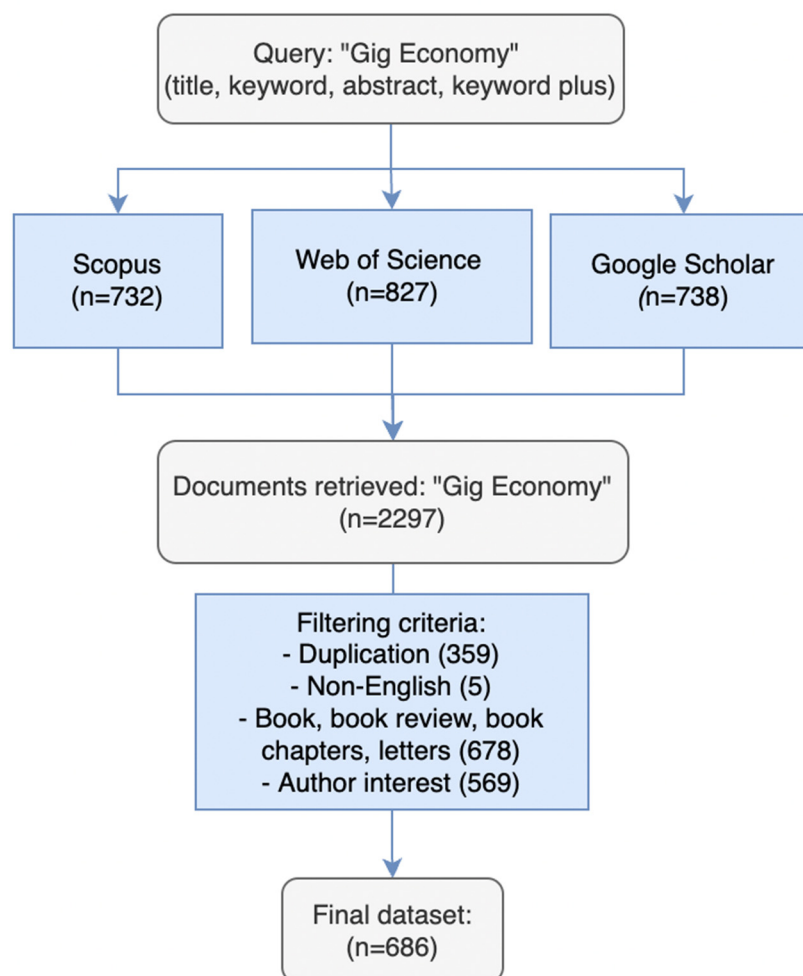 Query: "Gig Economy"
(title, keyword, abstract, keyword plus)
Scopus
(n=732)
Web of Science
(n=827)
Google Scholar
(n=738)
Documents retrieved: "Gig Economy"
(n=2297)
Filtering criteria:
- Duplication (359)
- Non-English (5)
- Book, book review, book
chapters, letters (678)
- Author interest (569)
Final dataset:
(n=686)